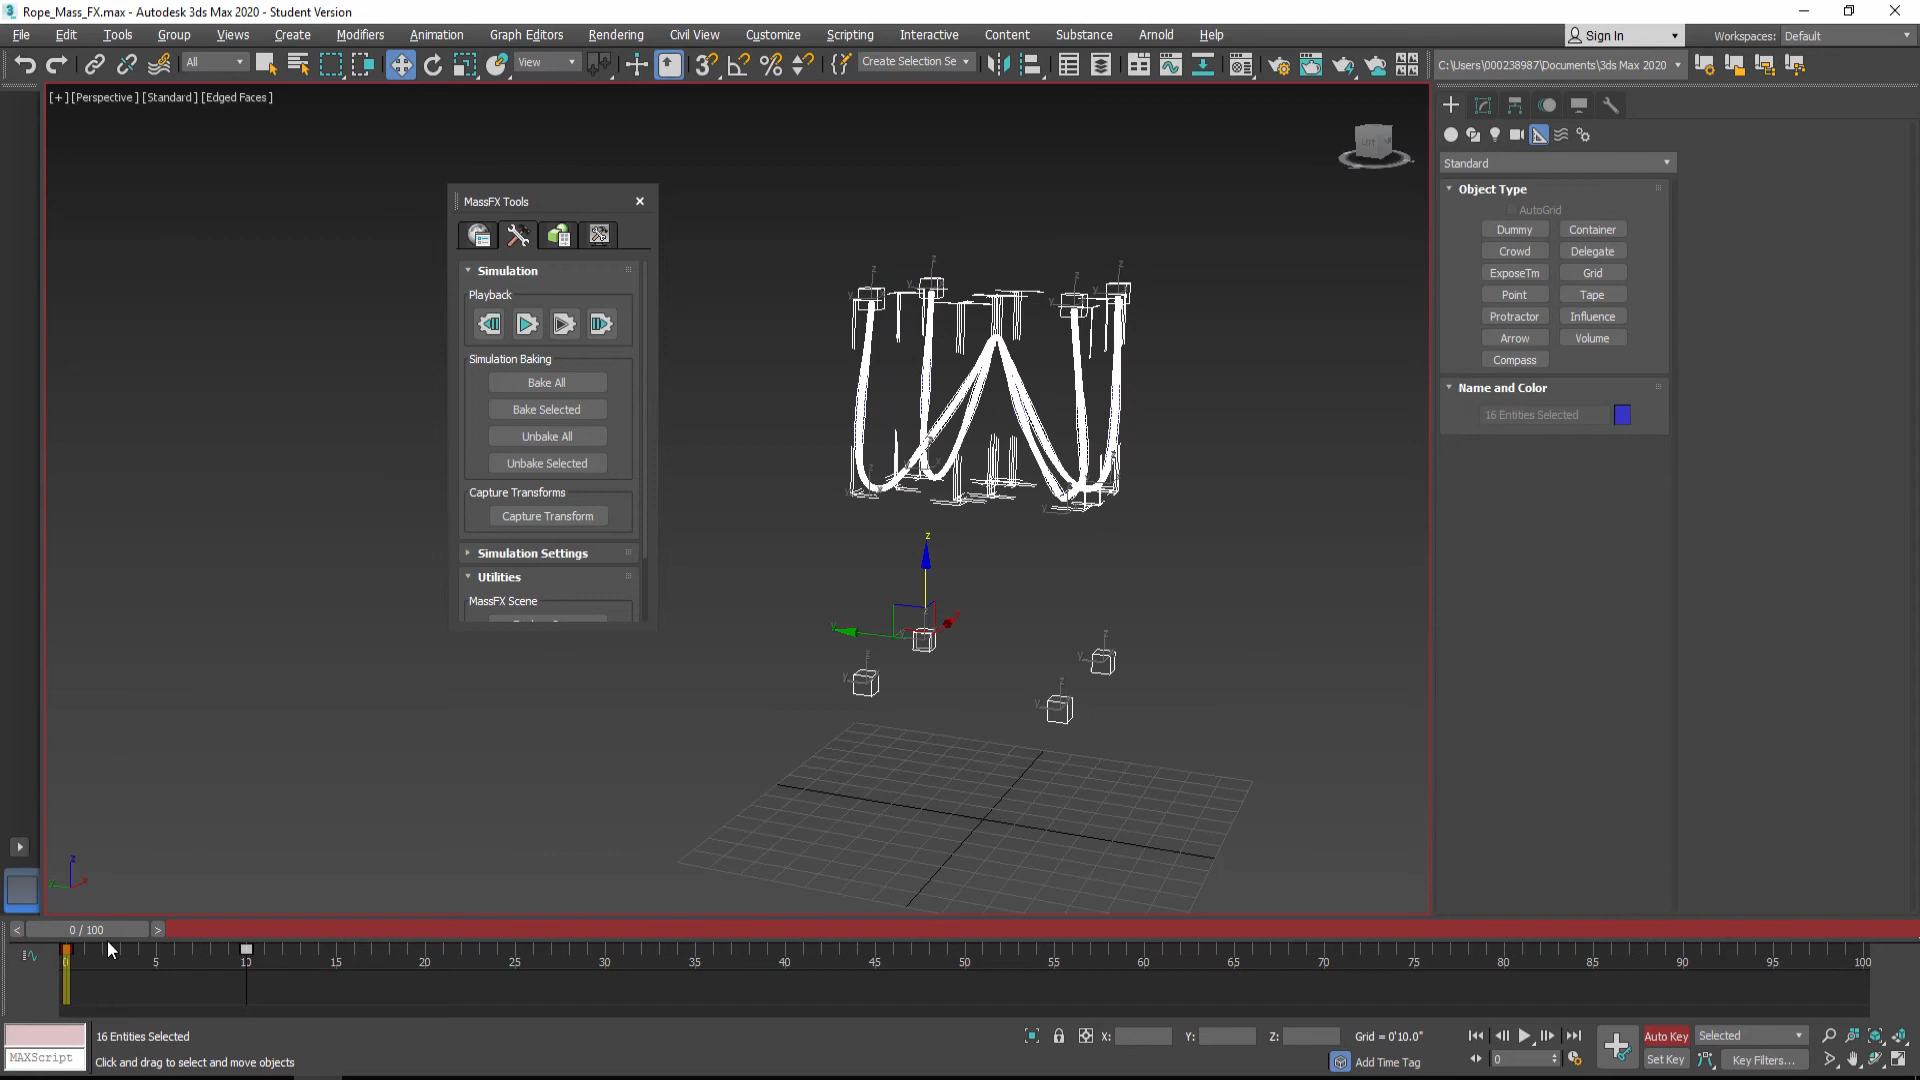 Rope_Mass_FX.max - Autodesk 3ds Max 2020 - Student Version
File Edit Tools Group Views Create Modifiers Animation Graph Editors Rendering Civil View Customize Scripting Interactive Content Substance Arnold Help
Sign In
Workspaces: Default
All
View
Create Selection Se
C:\Users\000238987\Documents\3ds Max 2020
[+] [Perspective] [Standard] [Edged Faces]
Standard
Object Type
AutoGrid
Dummy Container
Crowd Delegate
ExposeTm Grid
Point Tape
Protractor Influence
Arrow Volume
Compass
Name and Color
16 Entities Selected
MassFX Tools
Simulation
Playback
Simulation Baking
Bake All
Bake Selected
Unbake All
Unbake Selected
Capture Transforms
Capture Transform
Simulation Settings
Utilities
MassFX Scene
z
y
x
0 / 100
0 5 10 15 20 25 30 35 40 45 50 55 60 65 70 75 80 85 90 95 100
16 Entities Selected
X: Y: Z: Grid = 0'10.0"
Auto Key Selected
MAXScript
Click and drag to select and move objects
Add Time Tag
0
Set Key Key Filters...